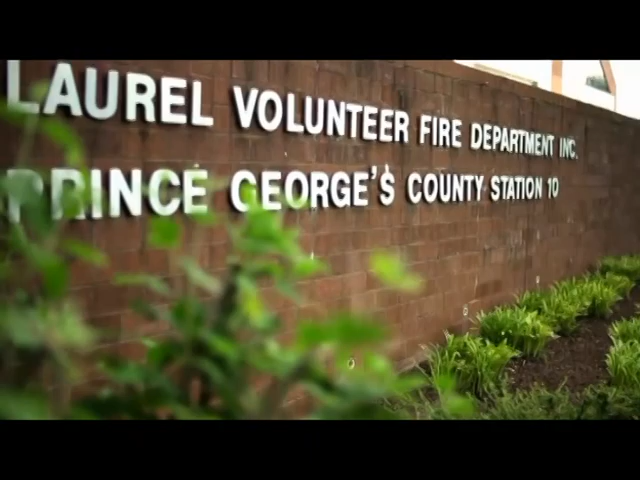 LAUREL VOLUNTEER FIRE DEPARTMENT INC.
PRINCE GEORGE'S COUNTY STATION 10